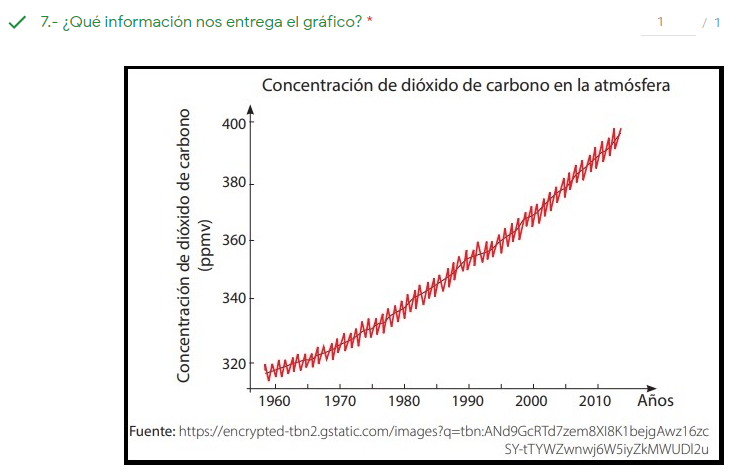 7.- ¿Qué información nos entrega el gráfico? *
1 / 1
Concentración de dióxido de carbono en la atmósfera
Concentración de dióxido de carbono
(ppmv)
400
380
360
340
320
1960 1970 1980 1990 2000 2010 Años
Fuente: https://encrypted-tbn2.gstatic.com/images?q=tbn:ANd9GcRTd7zem8XI8K1bejgAwz16zc
SY-tTYWZwnwj6W5iyZkMWUDl2u